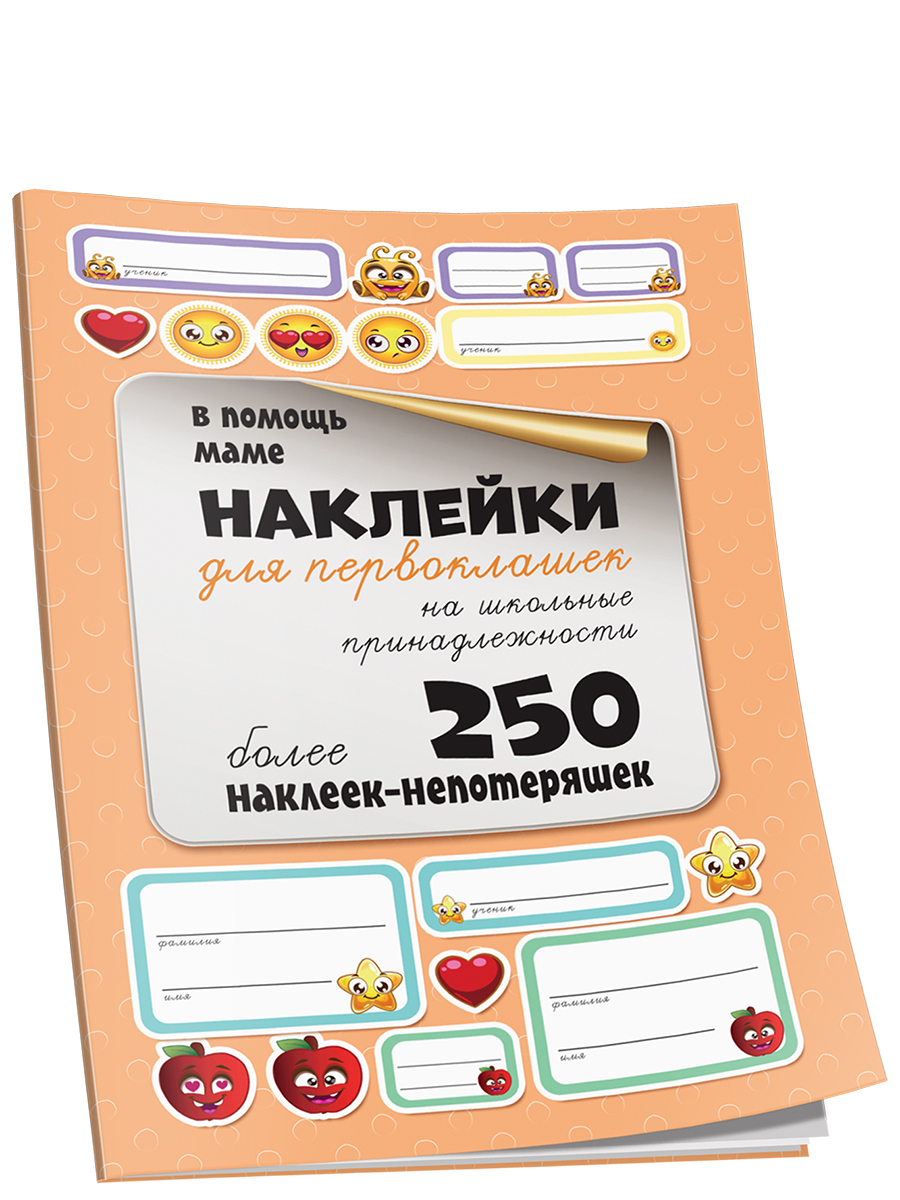 ученик
ученик
В ПОМОЩЬ
МАМЕ
НАКЛЕЙКИ
для первоклашек
на школьные
принадлежности
более 250
НАКЛЕЕК-НЕПОТЕРЯШЕК
ученик
фамилия
имя
фамилия
имя